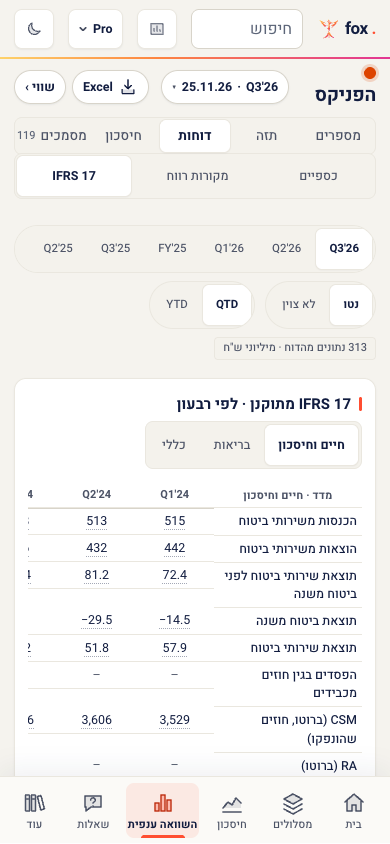 fox.
חיפוש
Pro
הפניקס
25.11.26 · Q3'26
Excel
שווי ›
מספרים תזה דוחות חיסכון מסמכים 119
כספיים מקורות רווח IFRS 17
Q3'26 Q2'26 Q1'26 FY'25 Q3'25 Q2'25
נטו לא צוין QTD YTD
313 נתונים מהדוח · מיליוני ש"ח
IFRS 17 מתוקנן · לפי רבעון
חיים וחיסכון בריאות כללי
מדד · חיים וחיסכון Q1'24 Q2'24
הכנסות משירותי ביטוח 515 513
הוצאות משירותי ביטוח 442 432
תוצאת שירותי ביטוח לפני 72.4 81.2
ביטוח משנה
תוצאת ביטוח משנה −14.5 −29.5
תוצאת שירותי ביטוח 57.9 51.8
הפסדים בגין חוזים – –
מכבידים
CSM (ברוטו, חוזים 3,529 3,606
שהונפקו)
RA (ברוטו) – –
בית מסלולים חיסכון השוואה ענפית שאלות עוד